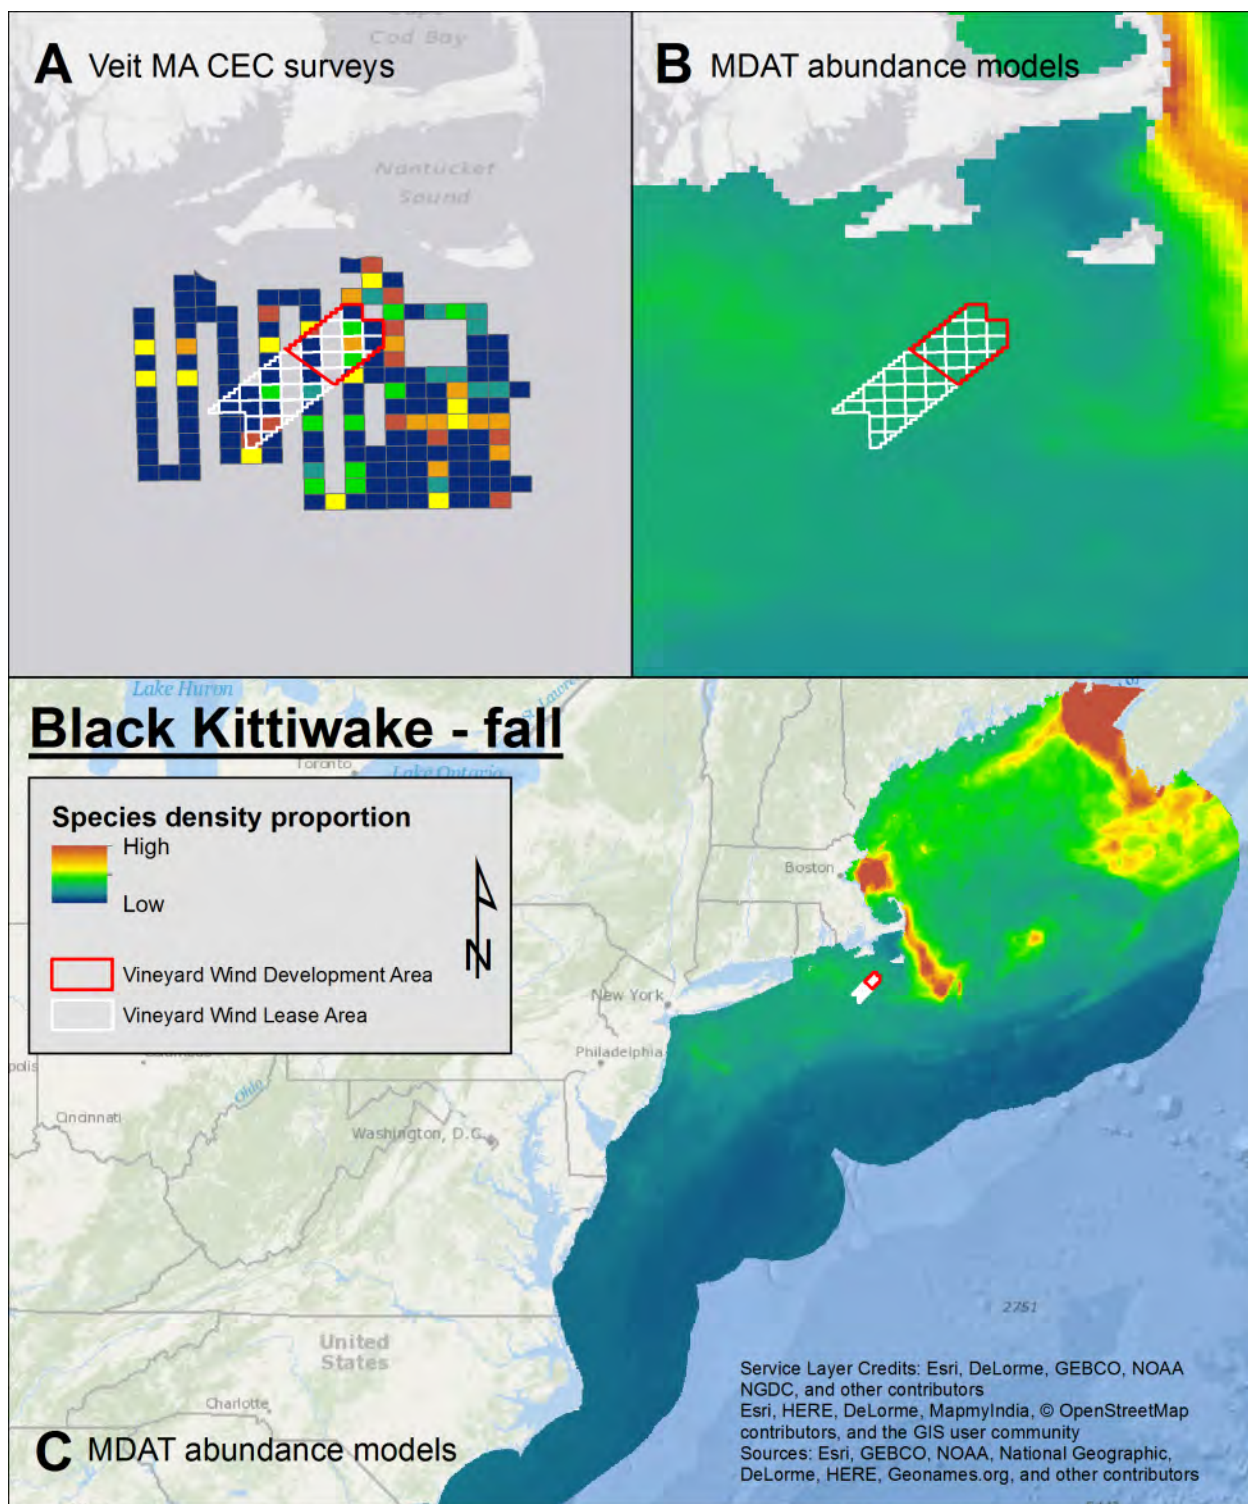 A Veit MA CEC surveys
Cod Bay
Nantucket
Sound
B MDAT abundance models
Lake Huron
Black Kittiwake - fall
Toronto
Lake Ontario
Species density proportion
High
Low
N
Vineyard Wind Development Area
Vineyard Wind Lease Area
Boston
New York
Philadelphia
Ohio
Cincinnati
Washington, D.C.
United
States
Charlotte
2751
C MDAT abundance models
Service Layer Credits: Esri, DeLorme, GEBCO, NOAA
NGDC, and other contributors
Esri, HERE, DeLorme, MapmyIndia, © OpenStreetMap
contributors, and the GIS user community
Sources: Esri, GEBCO, NOAA, National Geographic,
DeLorme, HERE, Geonames.org, and other contributors